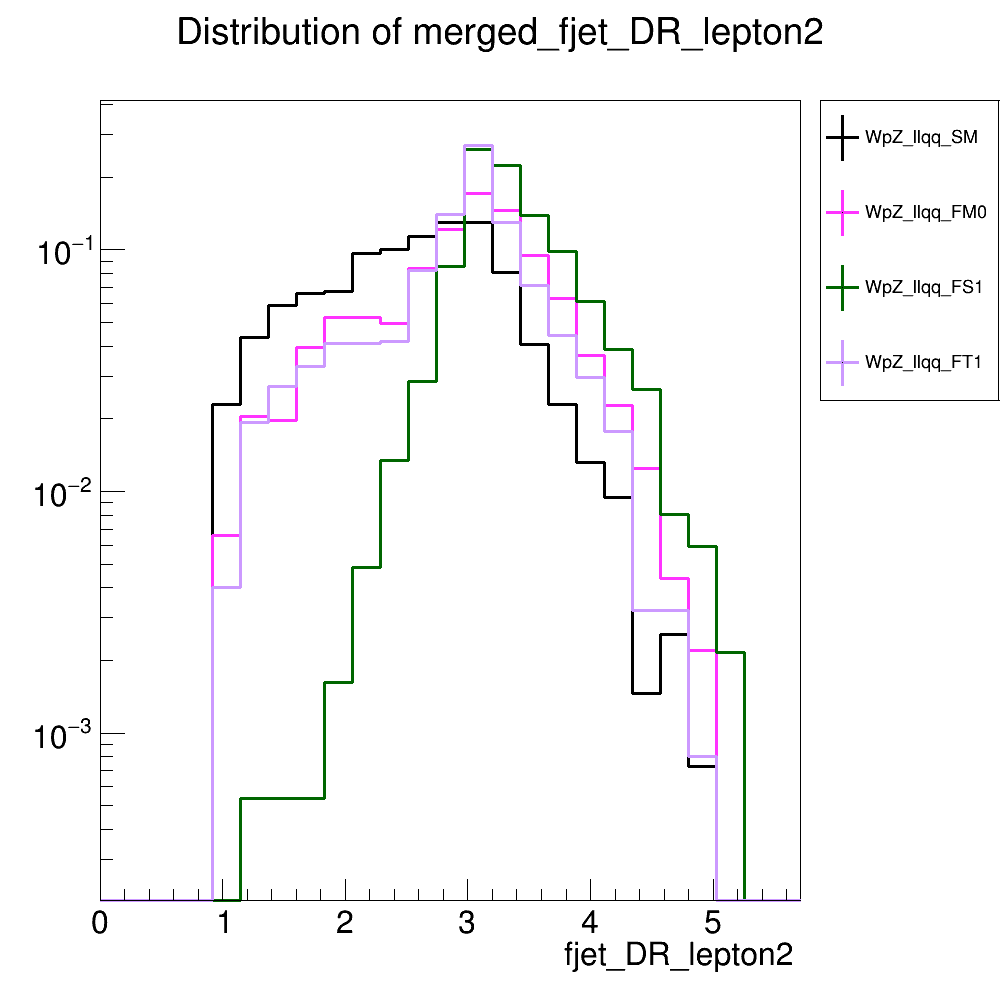 Distribution of merged_fjet_DR_lepton2
WpZ_llqq_SM
WpZ_llqq_FM0
WpZ_llqq_FS1
WpZ_llqq_FT1
10⁻¹
10⁻²
10⁻³
0 1 2 3 4 5
fjet_DR_lepton2